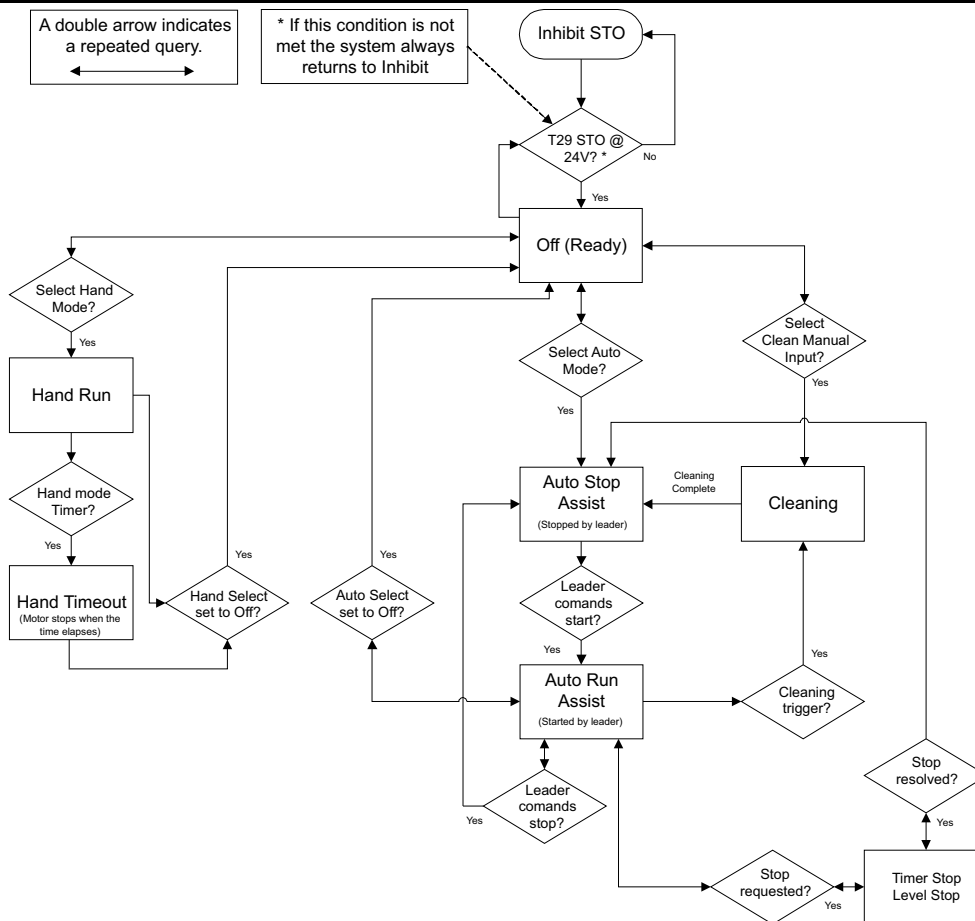 A double arrow indicates
a repeated query.
* If this condition is not
met the system always
returns to Inhibit
Inhibit STO
T29 STO @
24V? *
No
Yes
Off (Ready)
Select Hand
Mode?
Yes
Select Auto
Mode?
Yes
Select
Clean Manual
Input?
Yes
Hand Run
Hand mode
Timer?
Yes
Hand Timeout
(Motor stops when the
time elapses)
Hand Select
set to Off?
Yes
Auto Select
set to Off?
Yes
Auto Stop
Assist
(Stopped by leader)
Cleaning
Complete
Cleaning
Leader
comands
start?
Yes
Auto Run
Assist
(Started by leader)
Cleaning
trigger?
Yes
Leader
comands
stop?
Yes
Stop
resolved?
Yes
Stop
requested?
Yes
Timer Stop
Level Stop